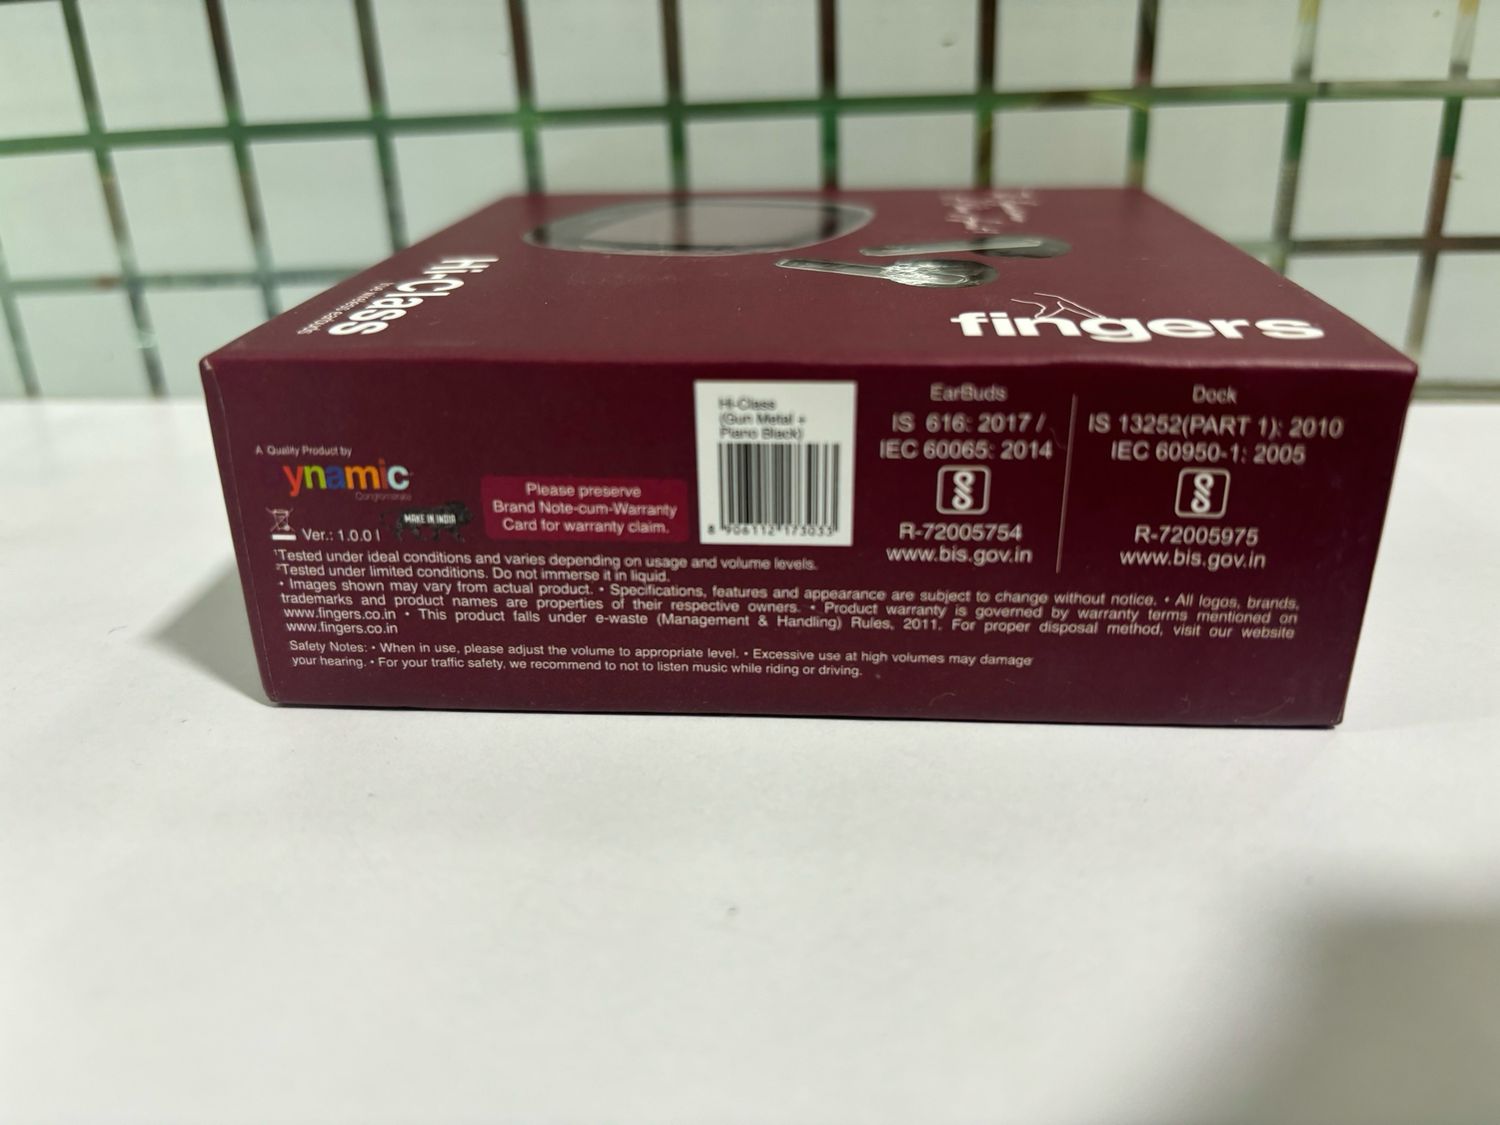 Hi-Class
true wireless earbuds
fingers
A Quality Product by
ynamic
Conglomerate
Ver.: 1.0.0 |
MAKE IN INDIA
Please preserve
Brand Note-cum-Warranty
Card for warranty claim.
Hi-Class
(Gun Metal +
Piano Black)
8 906112 173033
EarBuds
IS 616: 2017 /
IEC 60065: 2014
R-72005754
www.bis.gov.in
Dock
IS 13252(PART 1): 2010
IEC 60950-1: 2005
R-72005975
www.bis.gov.in
¹Tested under ideal conditions and varies depending on usage and volume levels.
²Tested under limited conditions. Do not immerse it in liquid.
• Images shown may vary from actual product. • Specifications, features and appearance are subject to change without notice. • All logos, brands,
trademarks and product names are properties of their respective owners. • Product warranty is governed by warranty terms mentioned on
www.fingers.co.in • This product falls under e-waste (Management & Handling) Rules, 2011. For proper disposal method, visit our website
www.fingers.co.in
Safety Notes: • When in use, please adjust the volume to appropriate level. • Excessive use at high volumes may damage
your hearing. • For your traffic safety, we recommend to not to listen music while riding or driving.